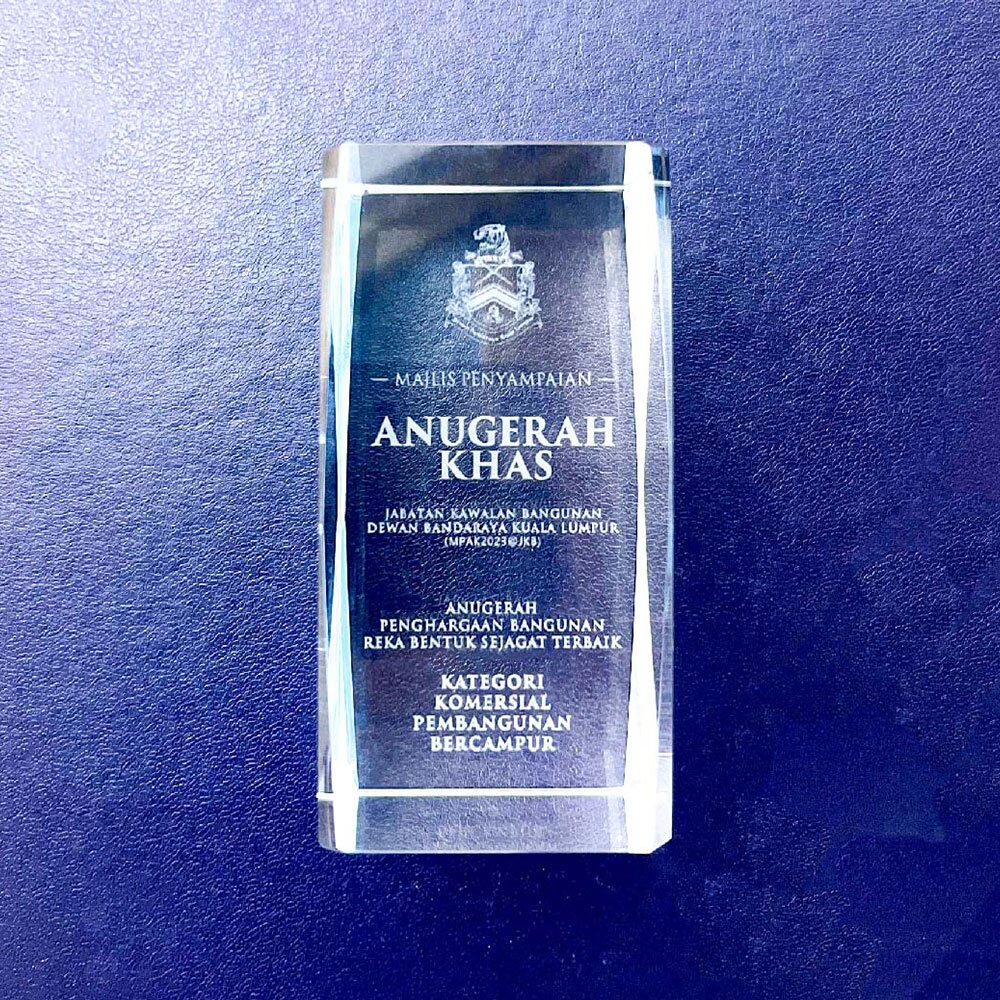 — MAJLIS PENYAMPAIAN —
ANUGERAH
KHAS
JABATAN KAWALAN BANGUNAN
DEWAN BANDARAYA KUALA LUMPUR
(MPAK2023@JKB)
ANUGERAH
PENGHARGAAN BANGUNAN
REKA BENTUK SEJAGAT TERBAIK
KATEGORI
KOMERSIAL
PEMBANGUNAN
BERCAMPUR